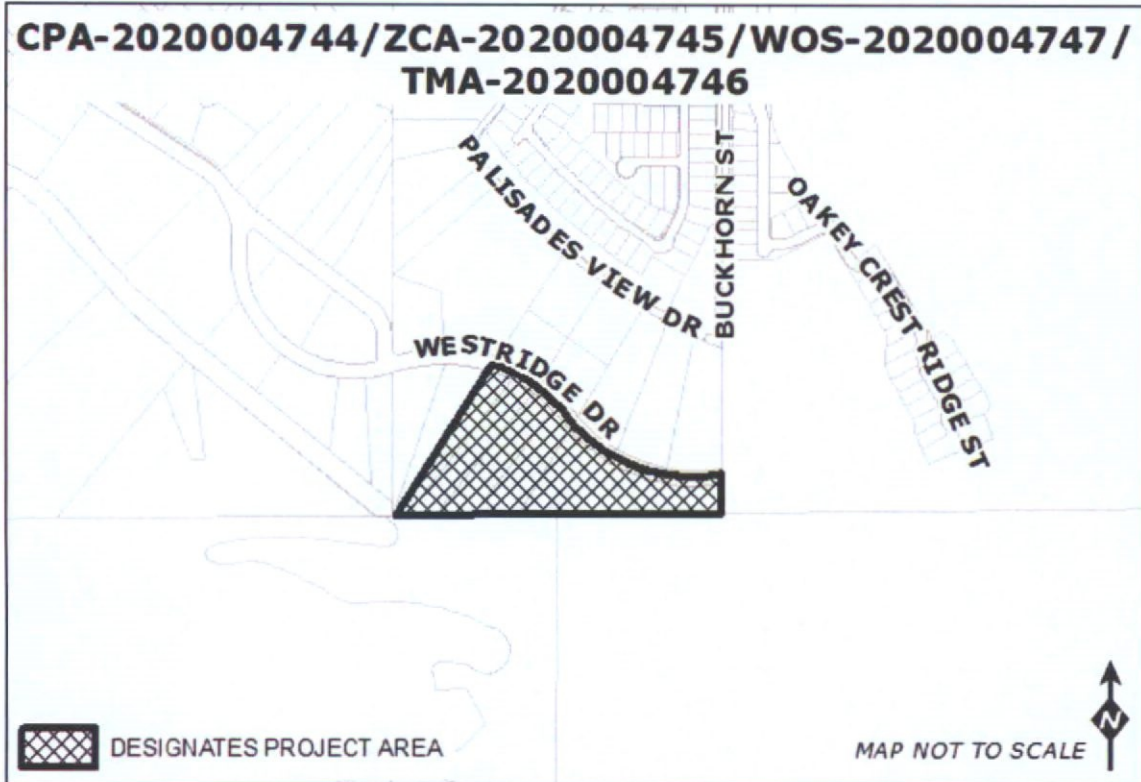 CPA-2020004744/ZCA-2020004745/WOS-2020004747/
TMA-2020004746
PALISADES VIEW DR
BUCKHORN ST
OAKEY CREST RIDGE ST
WESTRIDGE DR
DESIGNATES PROJECT AREA
MAP NOT TO SCALE
N